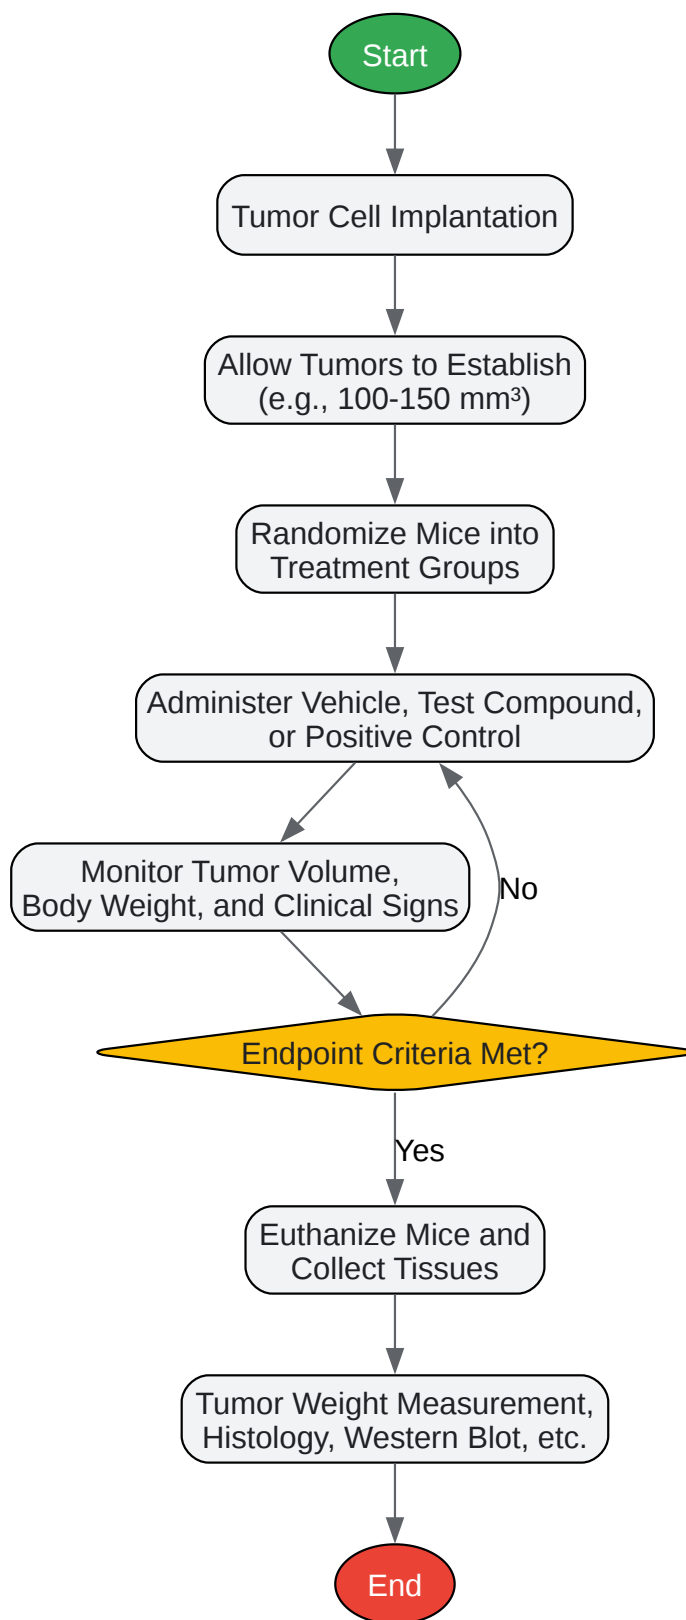 Start
Tumor Cell Implantation
Allow Tumors to Establish
(e.g., 100-150 mm³)
Randomize Mice into
Treatment Groups
Administer Vehicle, Test Compound,
or Positive Control
Monitor Tumor Volume,
Body Weight, and Clinical Signs
No
Endpoint Criteria Met?
Yes
Euthanize Mice and
Collect Tissues
Tumor Weight Measurement,
Histology, Western Blot, etc.
End